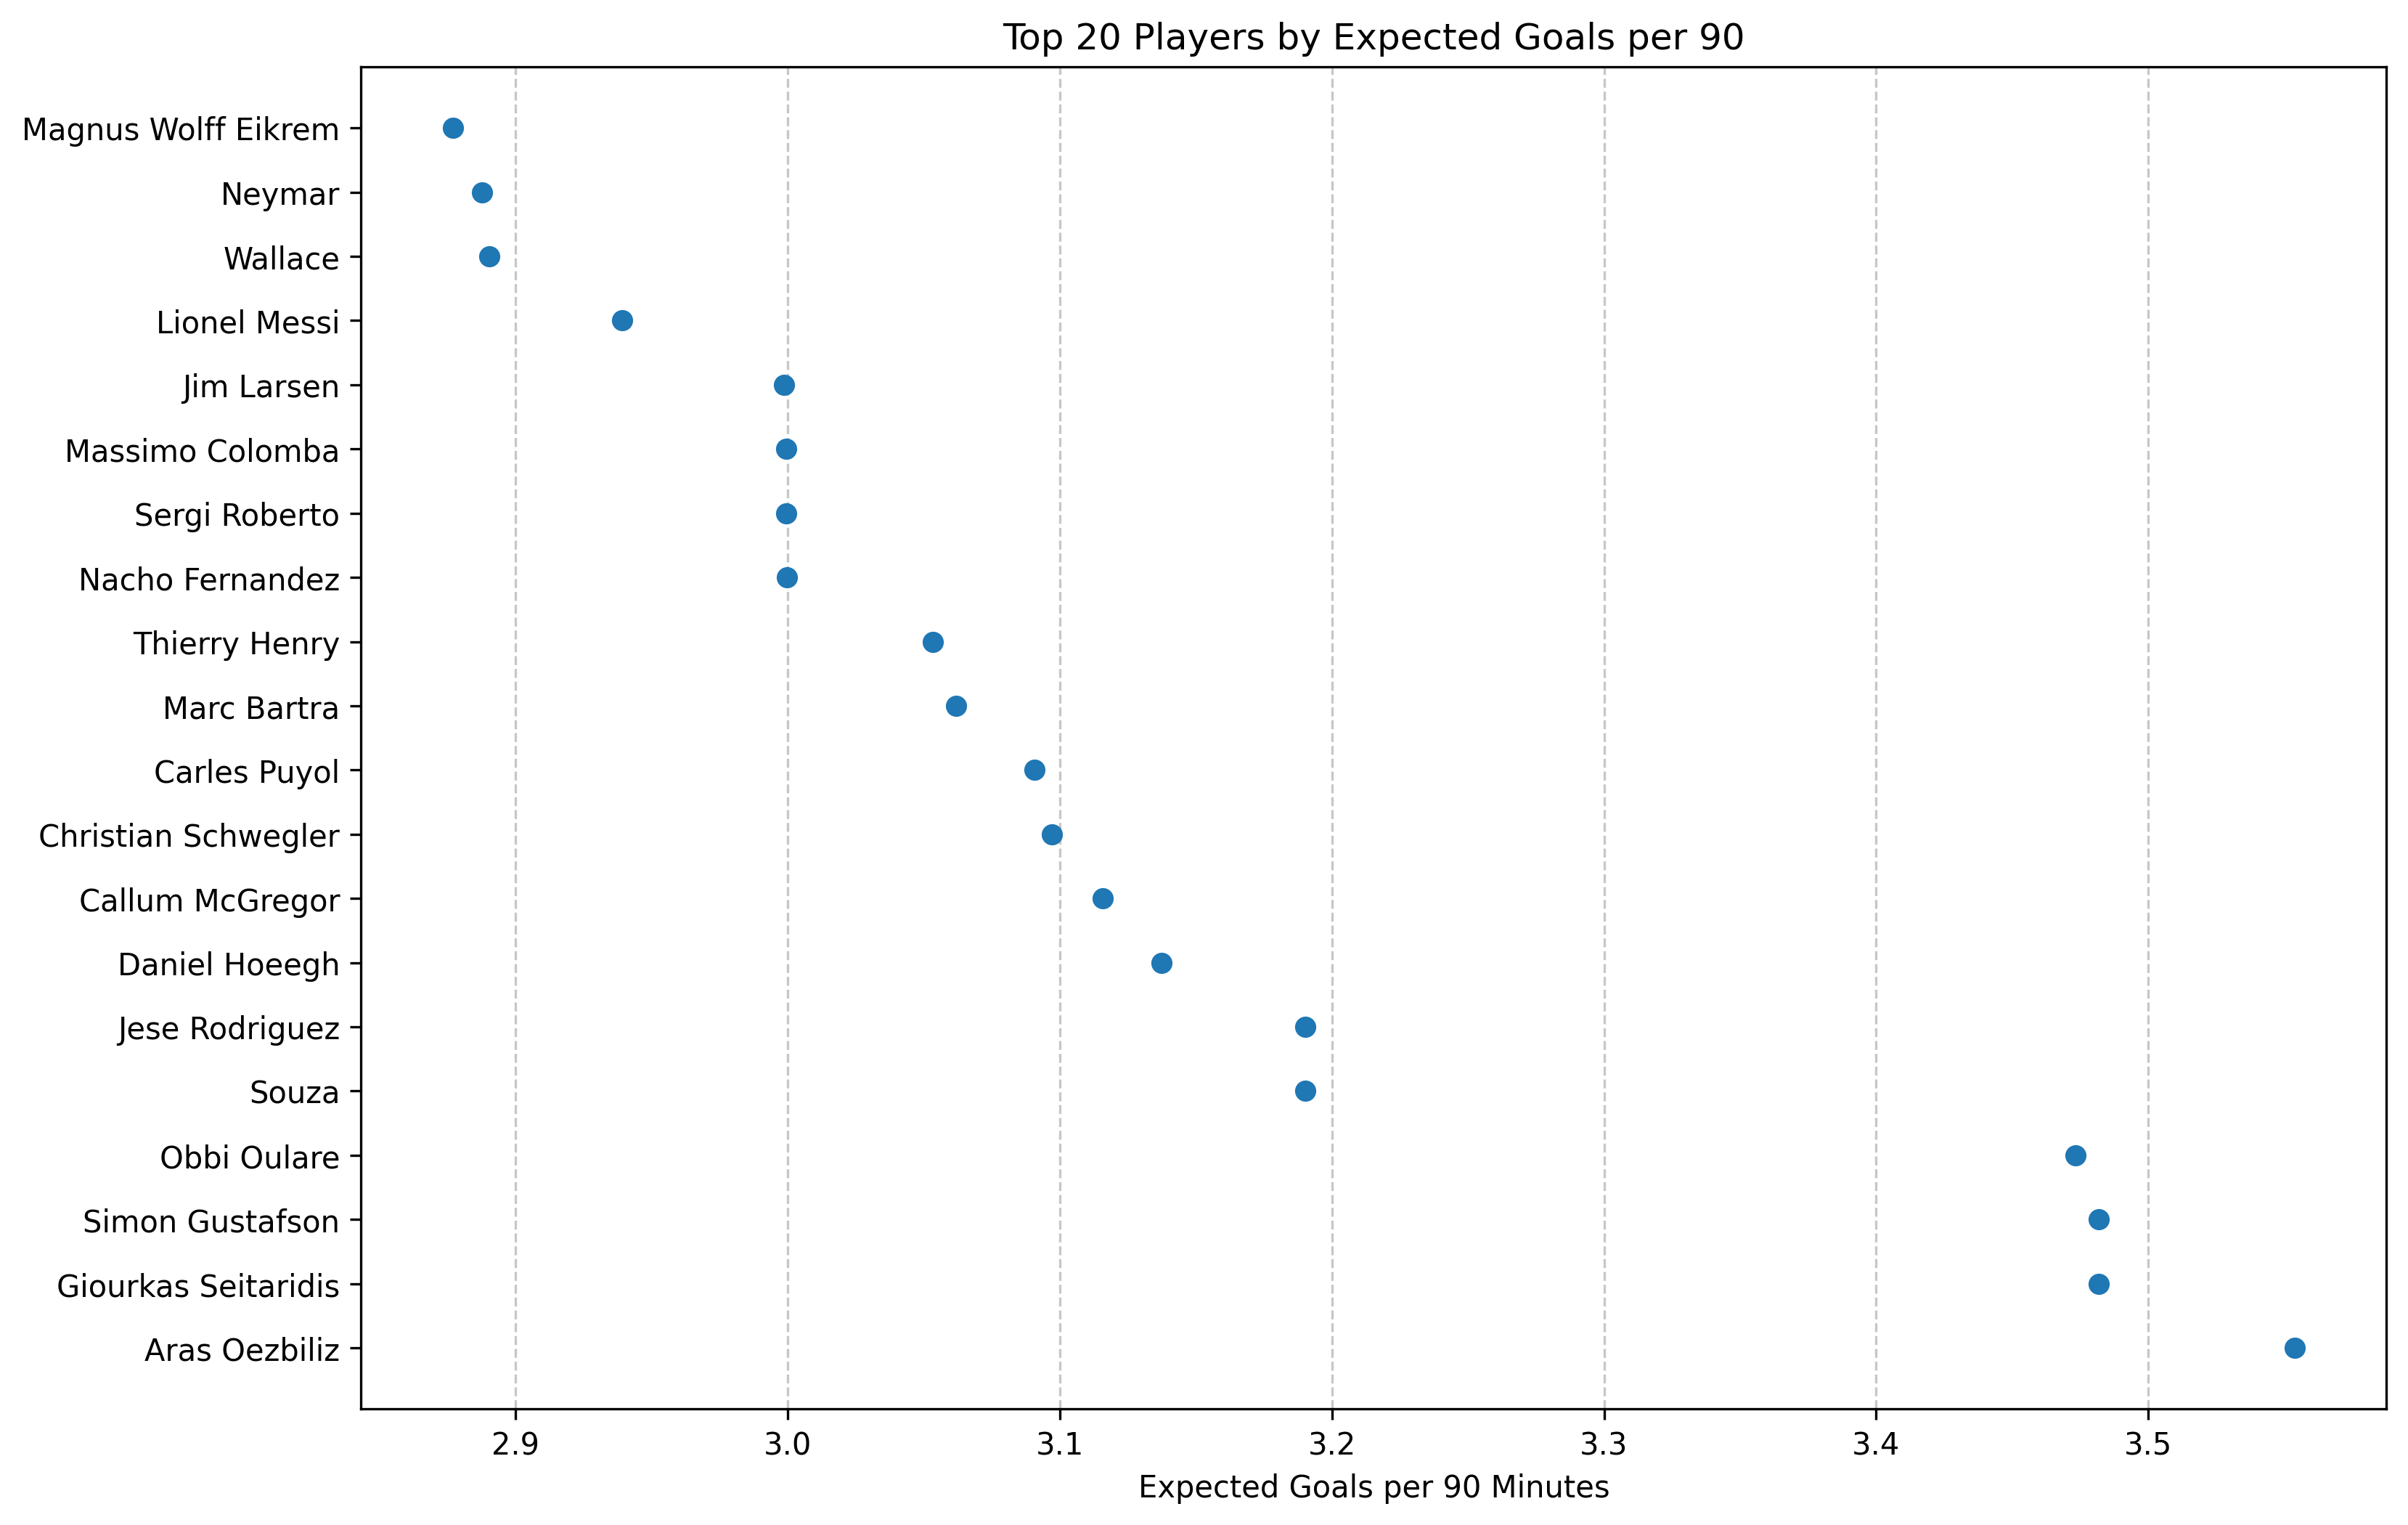 Top 20 Players by Expected Goals per 90
Magnus Wolff Eikrem
Neymar
Wallace
Lionel Messi
Jim Larsen
Massimo Colomba
Sergi Roberto
Nacho Fernandez
Thierry Henry
Marc Bartra
Carles Puyol
Christian Schwegler
Callum McGregor
Daniel Hoeegh
Jese Rodriguez
Souza
Obbi Oulare
Simon Gustafson
Giourkas Seitaridis
Aras Oezbiliz
2.9 3.0 3.1 3.2 3.3 3.4 3.5
Expected Goals per 90 Minutes